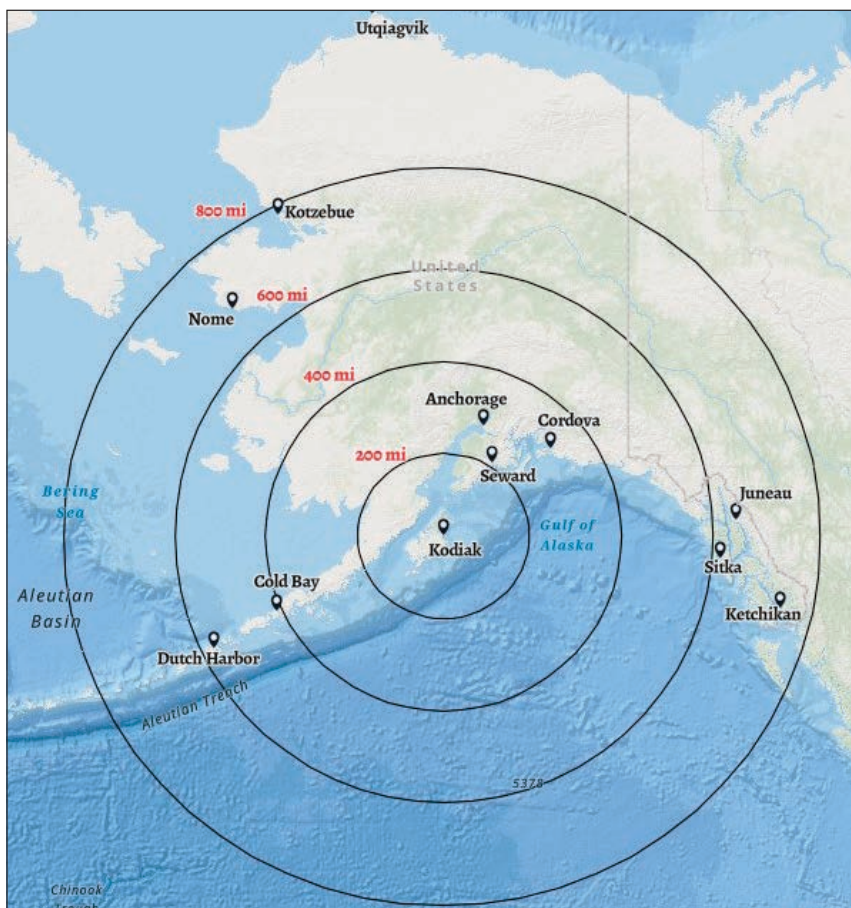 Utqiagvik
800 mi
Kotzebue
United
States
600 mi
Nome
400 mi
Anchorage
Cordova
200 mi
Seward
Bering
Sea
Juneau
Gulf of
Alaska
Kodiak
Sitka
Cold Bay
Aleutian
Basin
Ketchikan
Dutch Harbor
Aleutian Trench
5378
Chinook
Trough